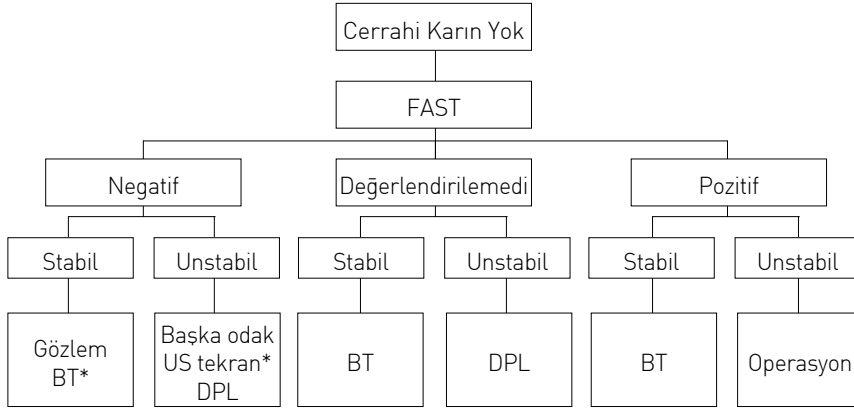 Cerrahi Karın Yok
FAST
Negatif
Değerlendirilemedi
Pozitif
Stabil
Unstabil
Stabil
Unstabil
Stabil
Unstabil
Gözlem
BT*
Başka odak
US tekran*
DPL
BT
DPL
BT
Operasyon